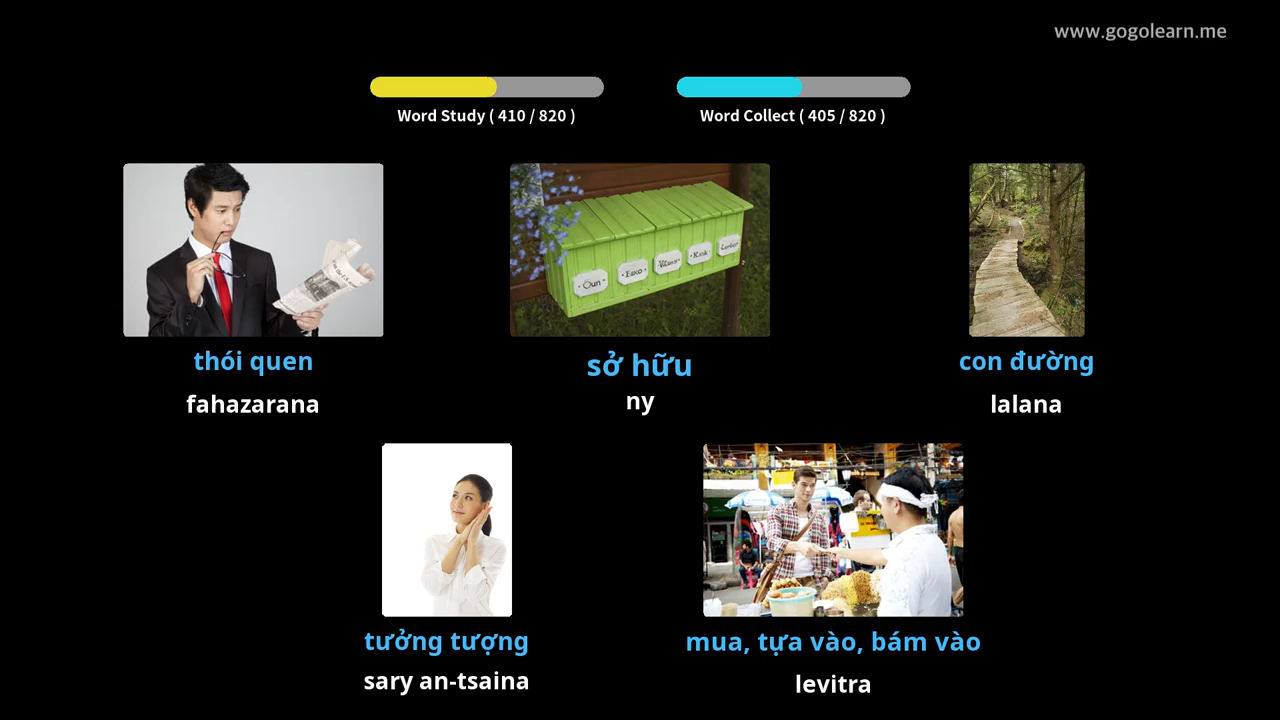 www.gogolearn.me
Word Study ( 410 / 820 )
Word Collect ( 405 / 820 )
thói quen
fahazarana
sở hữu
ny
con đường
lalana
tưởng tượng
sary an-tsaina
mua, tựa vào, bám vào
levitra